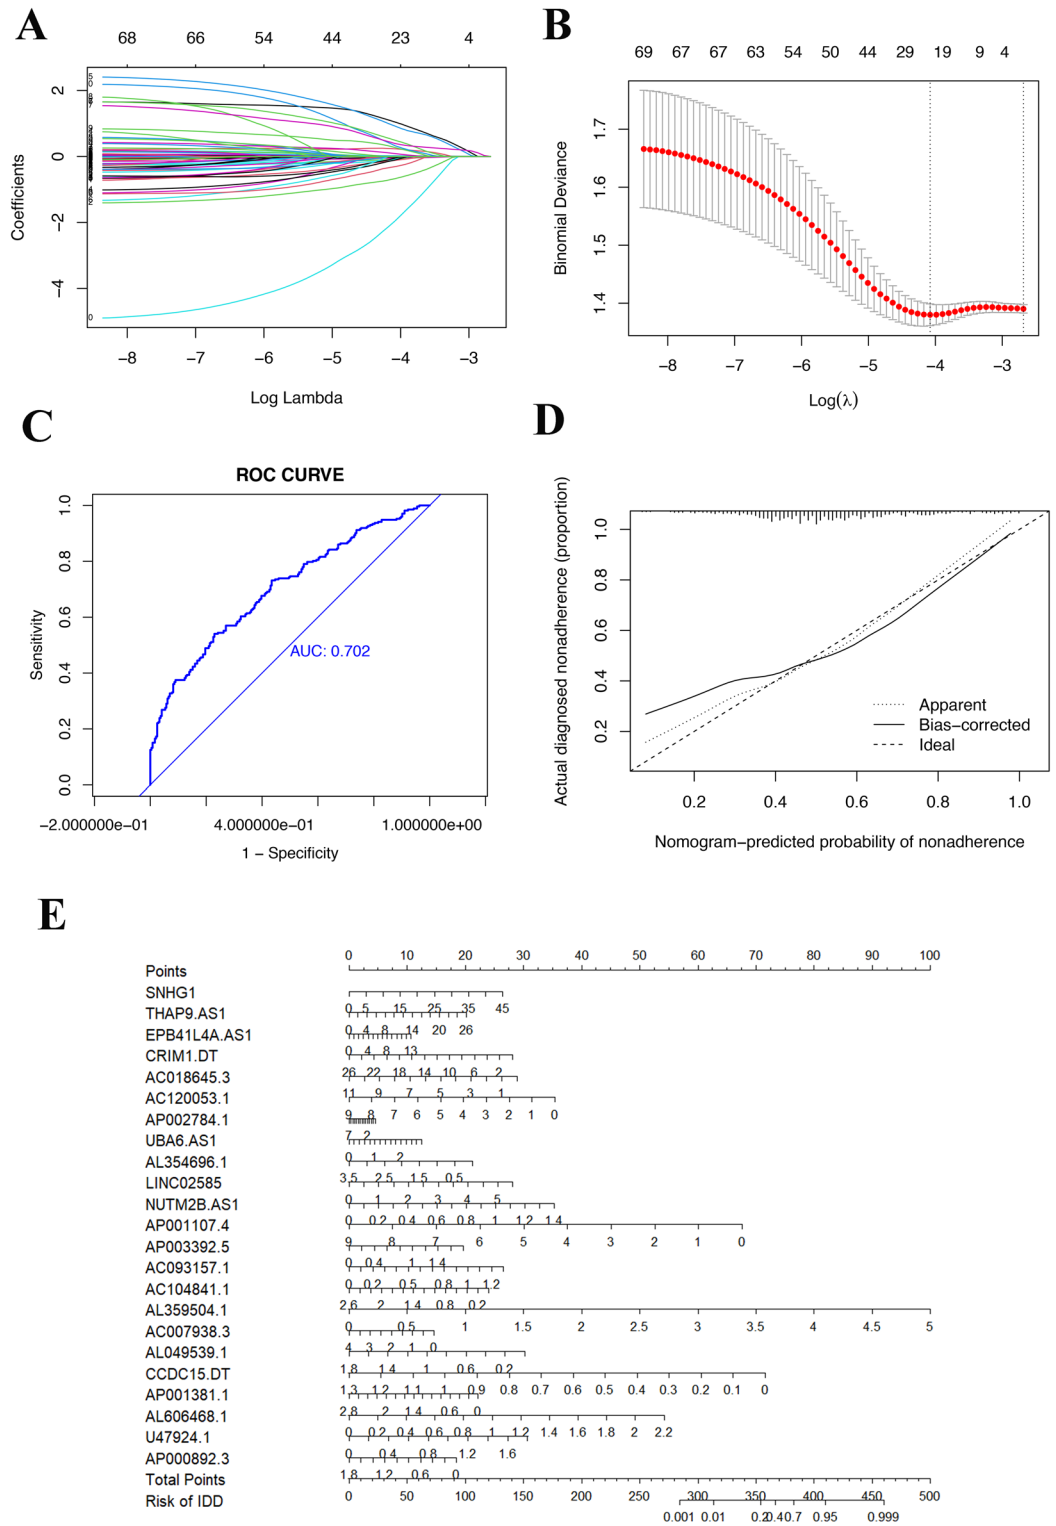 A
68 66 54 44 23 4
2
0
−2
−4
Coefficients
−8 −7 −6 −5 −4 −3
Log Lambda
B
69 67 67 63 54 50 44 29 19 9 4
1.7
1.6
1.5
1.4
Binomial Deviance
−8 −7 −6 −5 −4 −3
Log(λ)
C
ROC CURVE
1.0
0.8
0.6
0.4
0.2
0.0
Sensitivity
AUC: 0.702
−2.000000e−01 4.000000e−01 1.000000e+00
1 − Specificity
D
Actual diagnosed nonadherence (proportion)
1.0
0.8
0.6
0.4
0.2
Apparent
Bias−corrected
Ideal
0.2 0.4 0.6 0.8 1.0
Nomogram−predicted probability of nonadherence
E
0 10 20 30 40 50 60 70 80 90 100
Points
SNHG1
0 5 15 25 35 45
THAP9.AS1
0 4 8 14 20 26
EPB41L4A.AS1
0 4 8 13
CRIM1.DT
26 22 18 14 10 6 2
AC018645.3
11 9 7 5 3 1
AC120053.1
9 8 7 6 5 4 3 2 1 0
AP002784.1
7 2
UBA6.AS1
0 1 2
AL354696.1
3.5 2.5 1.5 0.5
LINC02585
0 1 2 3 4 5
NUTM2B.AS1
0 0.2 0.4 0.6 0.8 1 1.2 1.4
AP001107.4
9 8 7 6 5 4 3 2 1 0
AP003392.5
0 0.4 1 1.4
AC093157.1
0 0.2 0.5 0.8 1 1.2
AC104841.1
2.6 2 1.4 0.8 0.2
AL359504.1
0 0.5 1 1.5 2 2.5 3 3.5 4 4.5 5
AC007938.3
4 3 2 1 0
AL049539.1
1.8 1.4 1 0.6 0.2
CCDC15.DT
1.3 1.2 1.1 1 0.9 0.8 0.7 0.6 0.5 0.4 0.3 0.2 0.1 0
AP001381.1
2.8 2 1.4 0.6 0
AL606468.1
0 0.2 0.4 0.6 0.8 1 1.2 1.4 1.6 1.8 2 2.2
U47924.1
0 0.4 0.8 1.2 1.6
AP000892.3
1.8 1.2 0.6 0
Total Points
0 50 100 150 200 250 300 350 400 450 500
Risk of IDD
0.001 0.01 0.2 0.4 0.7 0.95 0.999